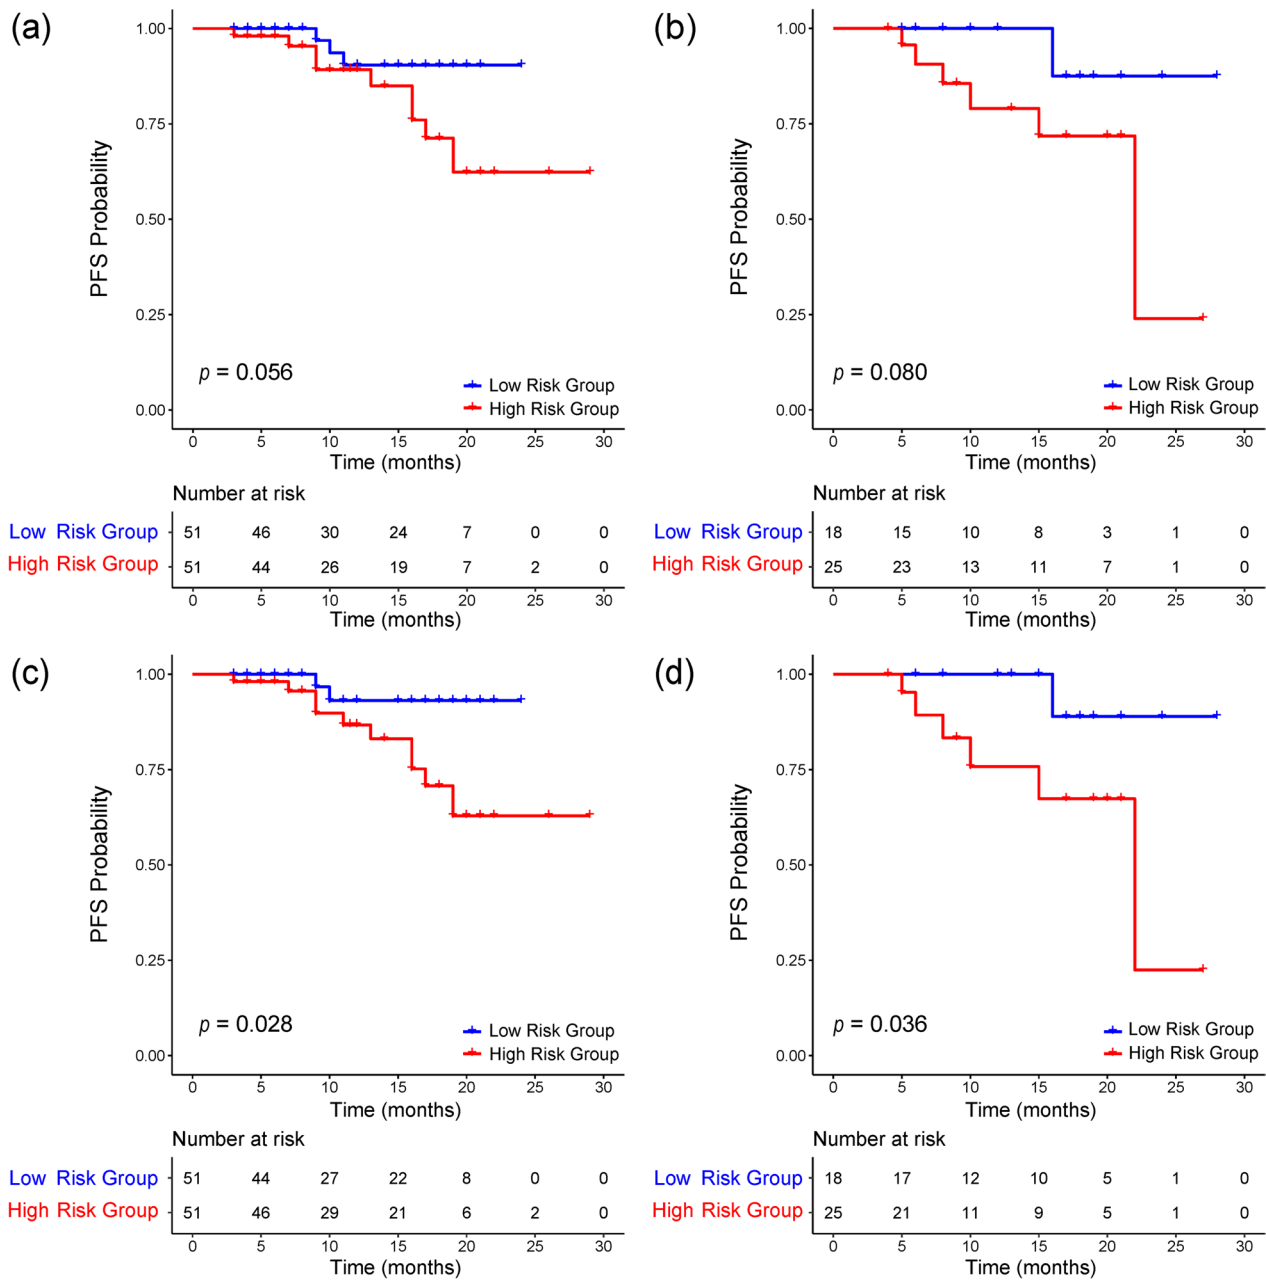 (a)
1.00
0.75
0.50
0.25
0.00
PFS Probability
p = 0.056
Low Risk Group
High Risk Group
0 5 10 15 20 25 30
Time (months)
Number at risk
Low Risk Group 51 46 30 24 7 0 0
High Risk Group 51 44 26 19 7 2 0
0 5 10 15 20 25 30
Time (months)
(b)
1.00
0.75
0.50
0.25
0.00
PFS Probability
p = 0.080
Low Risk Group
High Risk Group
0 5 10 15 20 25 30
Time (months)
Number at risk
Low Risk Group 18 15 10 8 3 1 0
High Risk Group 25 23 13 11 7 1 0
0 5 10 15 20 25 30
Time (months)
(c)
1.00
0.75
0.50
0.25
0.00
PFS Probability
p = 0.028
Low Risk Group
High Risk Group
0 5 10 15 20 25 30
Time (months)
Number at risk
Low Risk Group 51 44 27 22 8 0 0
High Risk Group 51 46 29 21 6 2 0
0 5 10 15 20 25 30
Time (months)
(d)
1.00
0.75
0.50
0.25
0.00
PFS Probability
p = 0.036
Low Risk Group
High Risk Group
0 5 10 15 20 25 30
Time (months)
Number at risk
Low Risk Group 18 17 12 10 5 1 0
High Risk Group 25 21 11 9 5 1 0
0 5 10 15 20 25 30
Time (months)